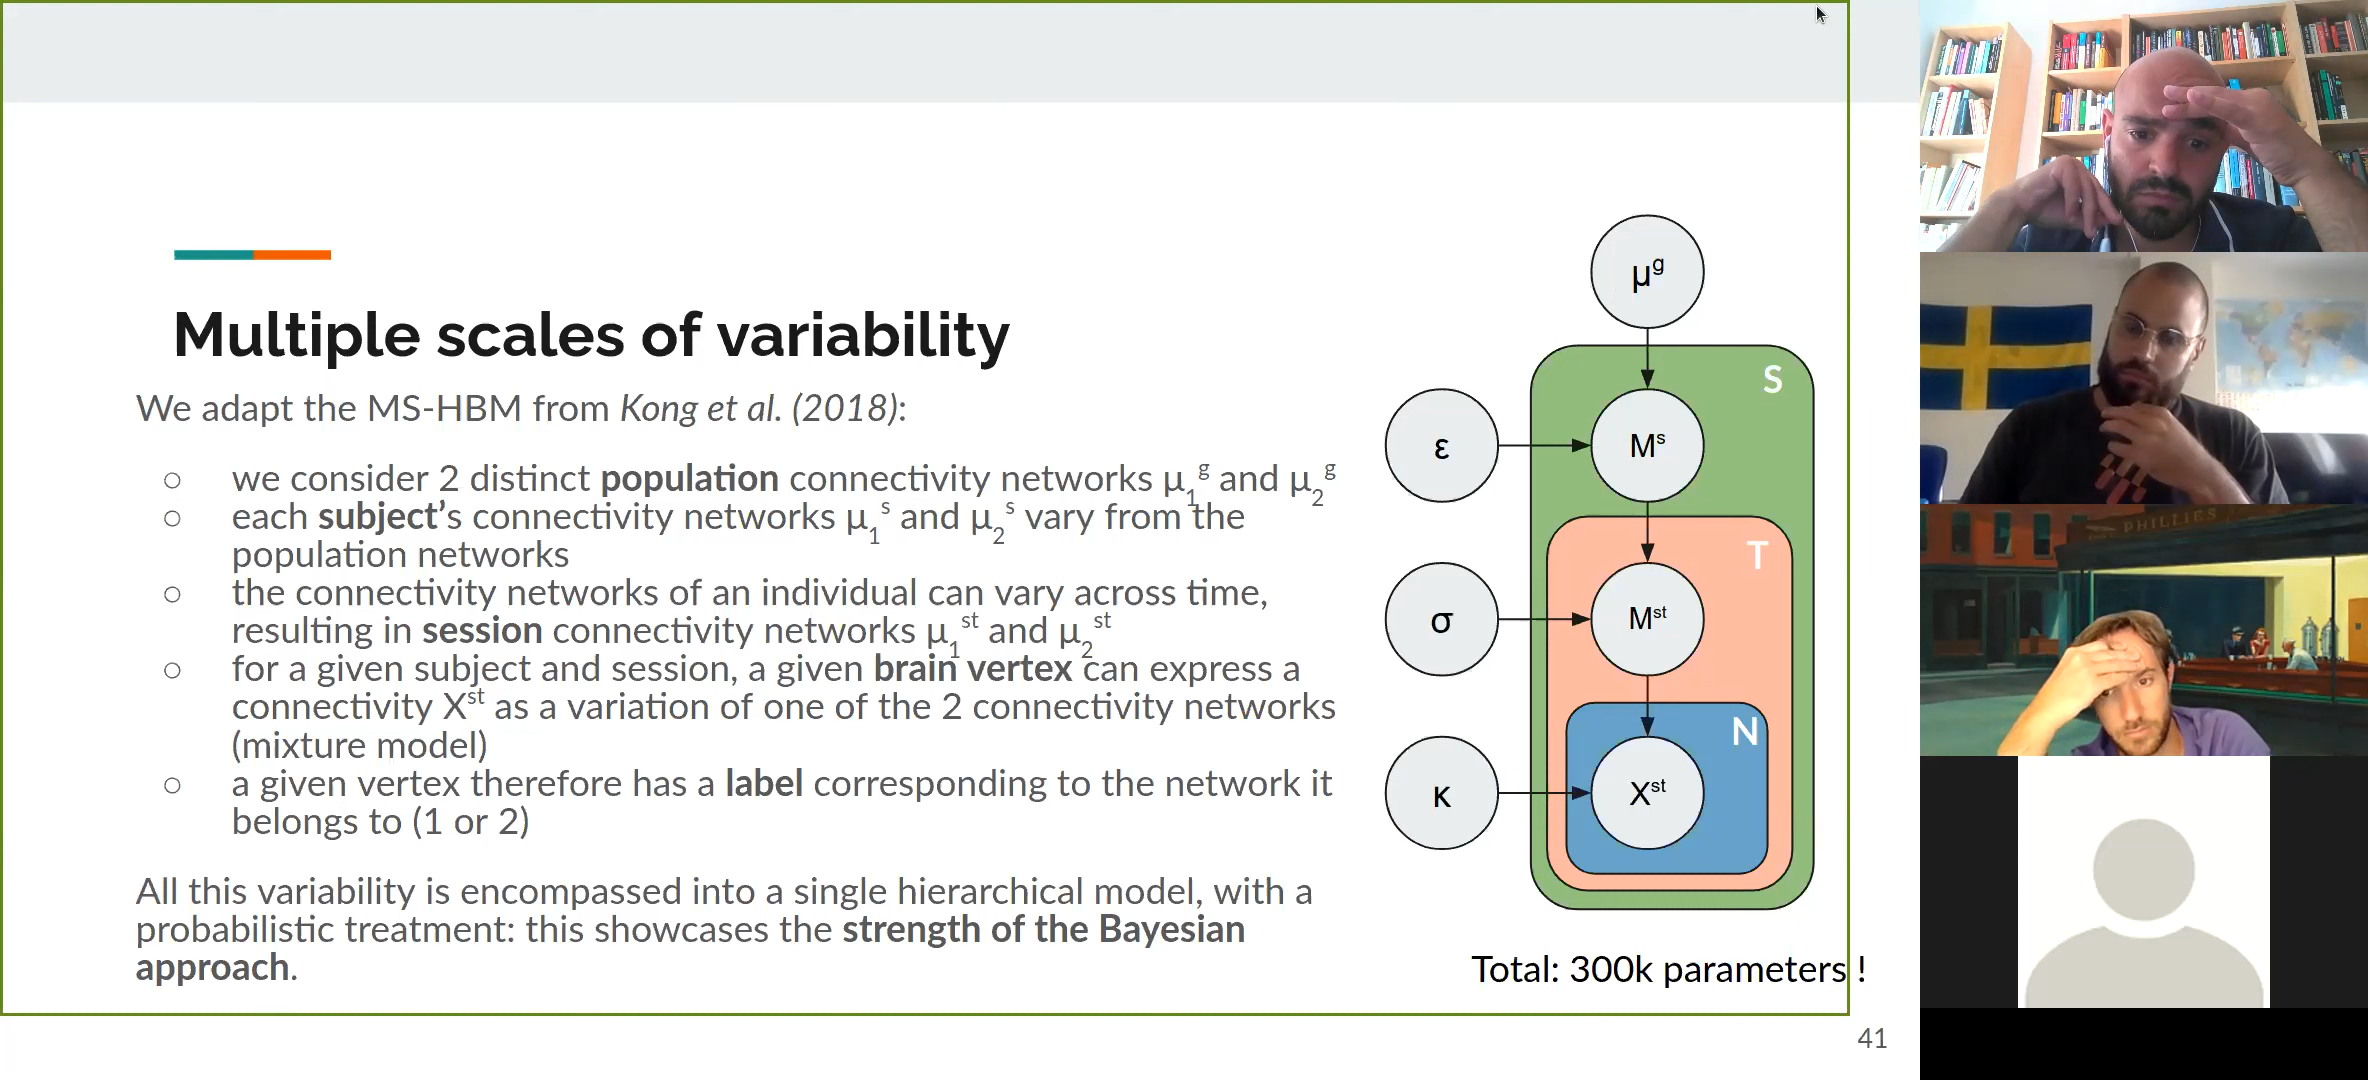 Multiple scales of variability
We adapt the MS-HBM from Kong et al. (2018):
○ we consider 2 distinct population connectivity networks μ₁ᵍ and μ₂ᵍ
○ each subject’s connectivity networks μ₁ˢ and μ₂ˢ vary from the
population networks
○ the connectivity networks of an individual can vary across time,
resulting in session connectivity networks μ₁ˢᵗ and μ₂ˢᵗ
○ for a given subject and session, a given brain vertex can express a
connectivity Xˢᵗ as a variation of one of the 2 connectivity networks
(mixture model)
○ a given vertex therefore has a label corresponding to the network it
belongs to (1 or 2)
All this variability is encompassed into a single hierarchical model, with a
probabilistic treatment: this showcases the strength of the Bayesian
approach.
μᵍ
S
ε
Mˢ
T
σ
Mˢᵗ
N
κ
Xˢᵗ
Total: 300k parameters !
41
PHILLIES